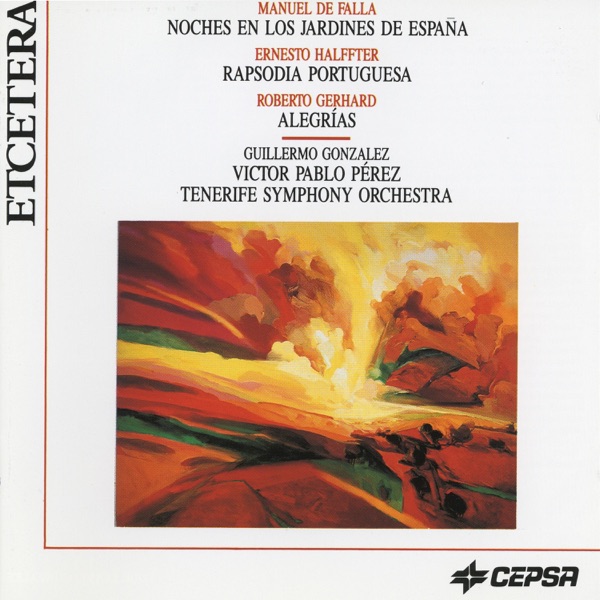 ETCETERA
MANUEL DE FALLA
NOCHES EN LOS JARDINES DE ESPAÑA
ERNESTO HALFFTER
RAPSODIA PORTUGUESA
ROBERTO GERHARD
ALEGRÍAS
GUILLERMO GONZALEZ
VICTOR PABLO PÉREZ
TENERIFE SYMPHONY ORCHESTRA
CEPSA